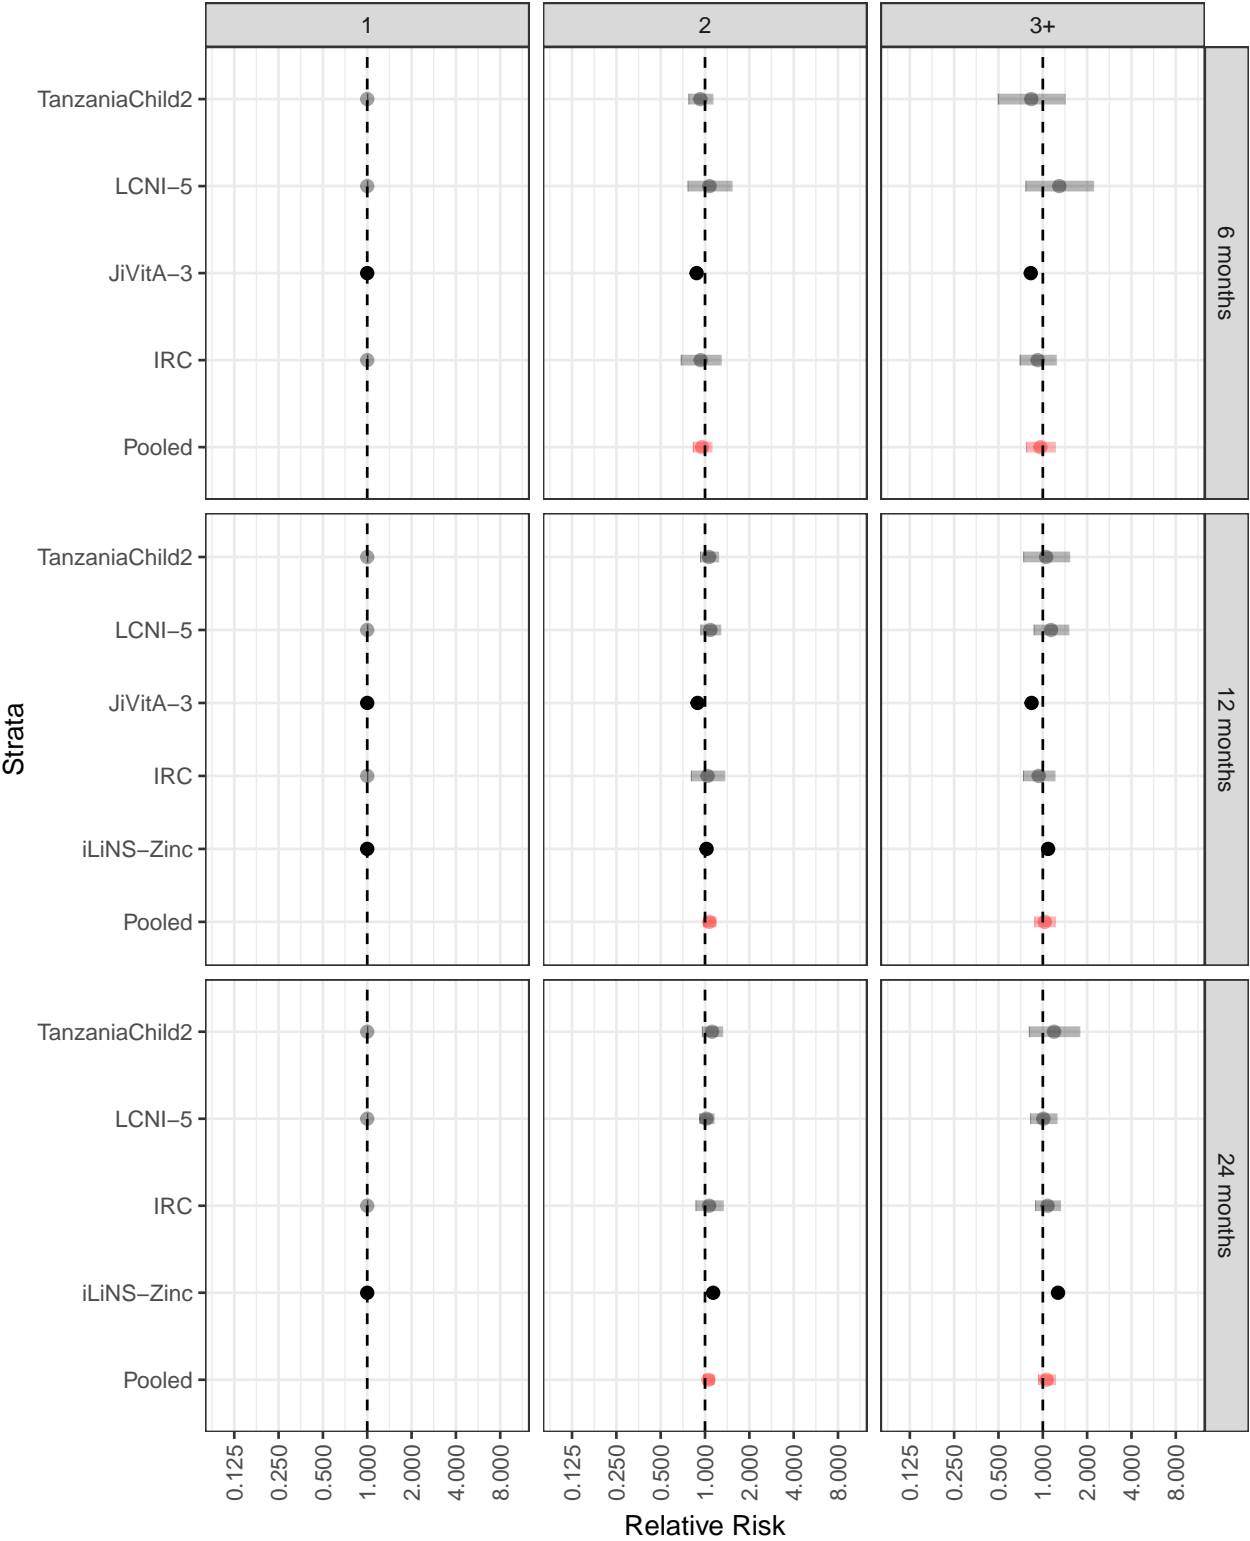 1
2
3+
TanzaniaChild2
LCNI−5
JiVitA−3
IRC
Pooled
6 months
TanzaniaChild2
LCNI−5
JiVitA−3
IRC
iLiNS−Zinc
Pooled
12 months
TanzaniaChild2
LCNI−5
IRC
iLiNS−Zinc
Pooled
24 months
Strata
0.125 0.250 0.500 1.000 2.000 4.000 8.000
0.125 0.250 0.500 1.000 2.000 4.000 8.000
0.125 0.250 0.500 1.000 2.000 4.000 8.000
Relative Risk